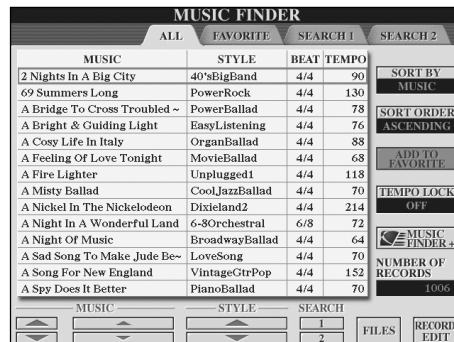 MUSIC FINDER
ALL FAVORITE SEARCH 1 SEARCH 2
MUSIC STYLE BEAT TEMPO
2 Nights In A Big City 40'sBigBand 4/4 90
69 Summers Long PowerRock 4/4 130
A Bridge To Cross Troubled ~ PowerBallad 4/4 78
A Bright & Guiding Light EasyListening 4/4 76
A Cosy Life In Italy OrganBallad 4/4 88
A Feeling Of Love Tonight MovieBallad 4/4 68
A Fire Lighter Unplugged1 4/4 118
A Misty Ballad CoolJazzBallad 4/4 70
A Nickel In The Nickelodeon Dixieland2 4/4 214
A Night In A Wonderful Land 6-8Orchestral 6/8 72
A Night Of Music BroadwayBallad 4/4 64
A Sad Song To Make Jude Be~ LoveSong 4/4 70
A Song For New England VintageGtrPop 4/4 152
A Spy Does It Better PianoBallad 4/4 70
SORT BY
MUSIC
SORT ORDER
ASCENDING
ADD TO
FAVORITE
TEMPO LOCK
OFF
MUSIC
FINDER +
NUMBER OF
RECORDS
1006
MUSIC STYLE SEARCH
1
2
FILES
RECORD
EDIT